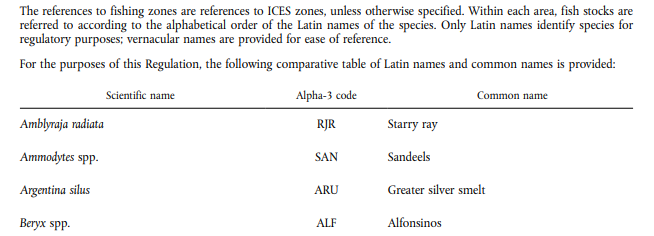 The references to fishing zones are references to ICES zones, unless otherwise specified. Within each area, fish stocks are
referred to according to the alphabetical order of the Latin names of the species. Only Latin names identify species for
regulatory purposes; vernacular names are provided for ease of reference.
For the purposes of this Regulation, the following comparative table of Latin names and common names is provided:
Scientific name Alpha-3 code Common name
Amblyraja radiata RJR Starry ray
Ammodytes spp. SAN Sandeels
Argentina silus ARU Greater silver smelt
Beryx spp. ALF Alfonsinos